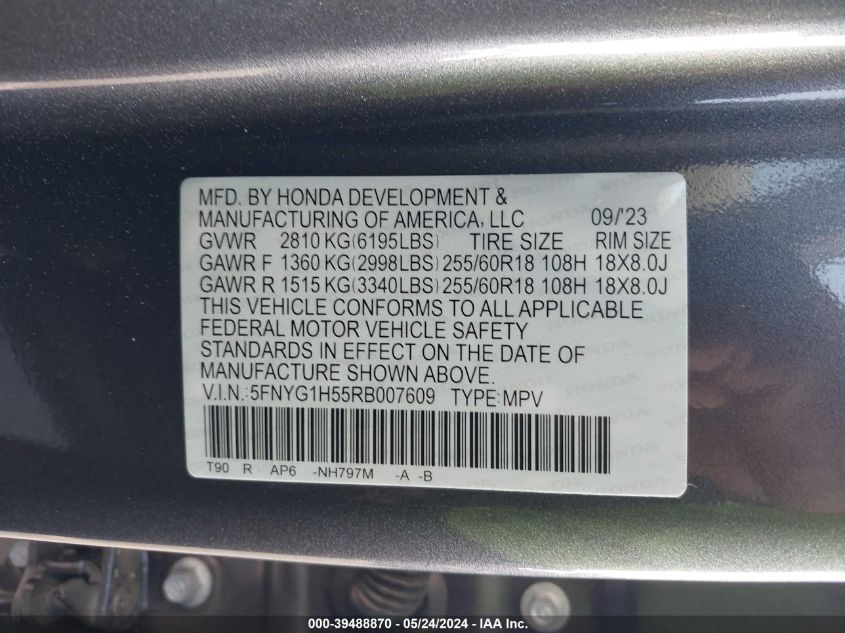 MFD. BY HONDA DEVELOPMENT &
MANUFACTURING OF AMERICA, LLC 09/'23
GVWR 2810 KG(6195LBS) TIRE SIZE RIM SIZE
GAWR F 1360 KG(2998LBS) 255/60R18 108H 18X8.0J
GAWR R 1515 KG(3340LBS) 255/60R18 108H 18X8.0J
THIS VEHICLE CONFORMS TO ALL APPLICABLE
FEDERAL MOTOR VEHICLE SAFETY
STANDARDS IN EFFECT ON THE DATE OF
MANUFACTURE SHOWN ABOVE.
V.I.N.:5FNYG1H55RB007609 TYPE:MPV
T90 R AP6 -NH797M -A -B
000-39488870 - 05/24/2024 - IAA Inc.